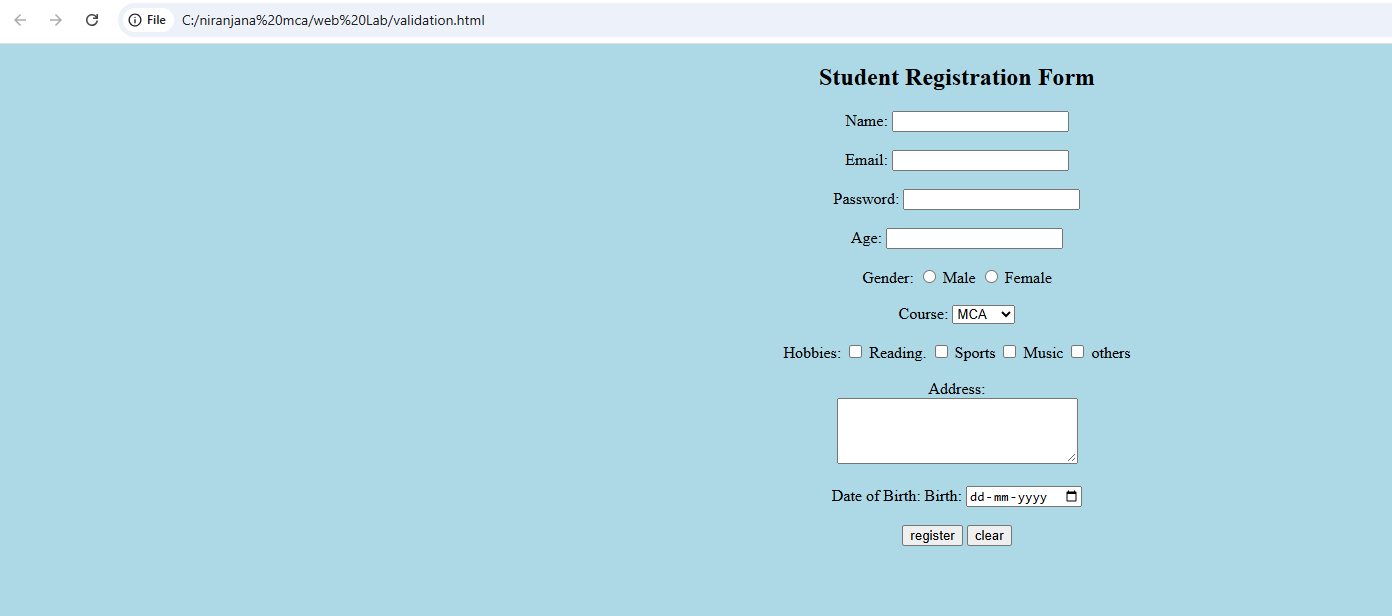 File C:/niranjana%20mca/web%20Lab/validation.html
Student Registration Form
Name:
Email:
Password:
Age:
Gender: Male Female
Course: MCA
Hobbies: Reading. Sports Music others
Address:
Date of Birth: Birth: dd-mm-yyyy
register clear